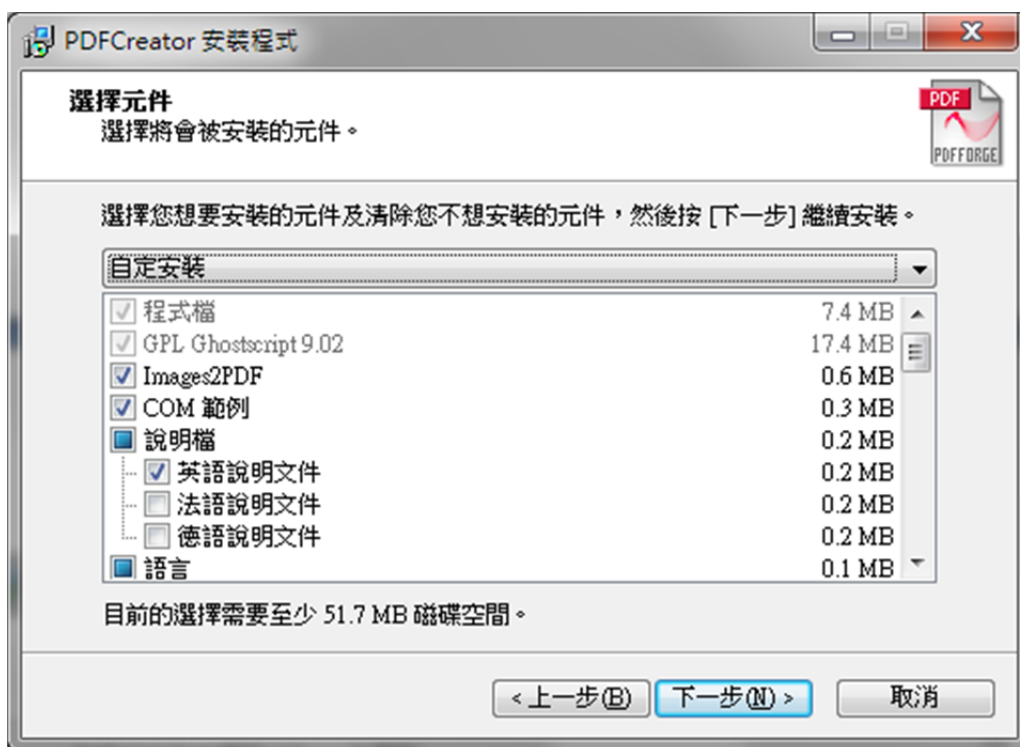 PDFCreator 安裝程式
選擇元件
選擇將會被安裝的元件。
PDF
PDFFORGE
選擇您想要安裝的元件及清除您不想安裝的元件，然後按 [下一步] 繼續安裝。
自定安裝
程式檔 7.4 MB
GPL Ghostscript 9.02 17.4 MB
Images2PDF 0.6 MB
COM 範例 0.3 MB
說明檔 0.2 MB
英語說明文件 0.2 MB
法語說明文件 0.2 MB
德語說明文件 0.2 MB
語言 0.1 MB
目前的選擇需要至少 51.7 MB 磁碟空間。
<上一步(B) 下一步(N)> 取消